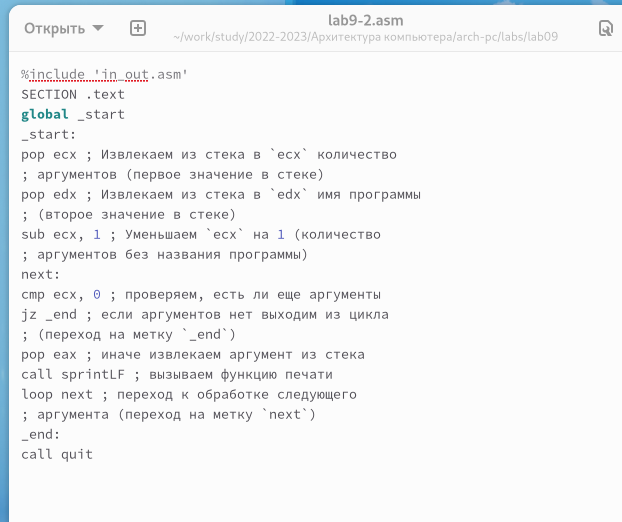 Открыть
lab9-2.asm
~/work/study/2022-2023/Архитектура компьютера/arch-pc/labs/lab09
%include 'in_out.asm'
SECTION .text
global _start
_start:
pop ecx ; Извлекаем из стека в `ecx` количество
; аргументов (первое значение в стеке)
pop edx ; Извлекаем из стека в `edx` имя программы
; (второе значение в стеке)
sub ecx, 1 ; Уменьшаем `ecx` на 1 (количество
; аргументов без названия программы)
next:
cmp ecx, 0 ; проверяем, есть ли еще аргументы
jz _end ; если аргументов нет выходим из цикла
; (переход на метку `_end`)
pop eax ; иначе извлекаем аргумент из стека
call sprintLF ; вызываем функцию печати
loop next ; переход к обработке следующего
; аргумента (переход на метку `next`)
_end:
call quit